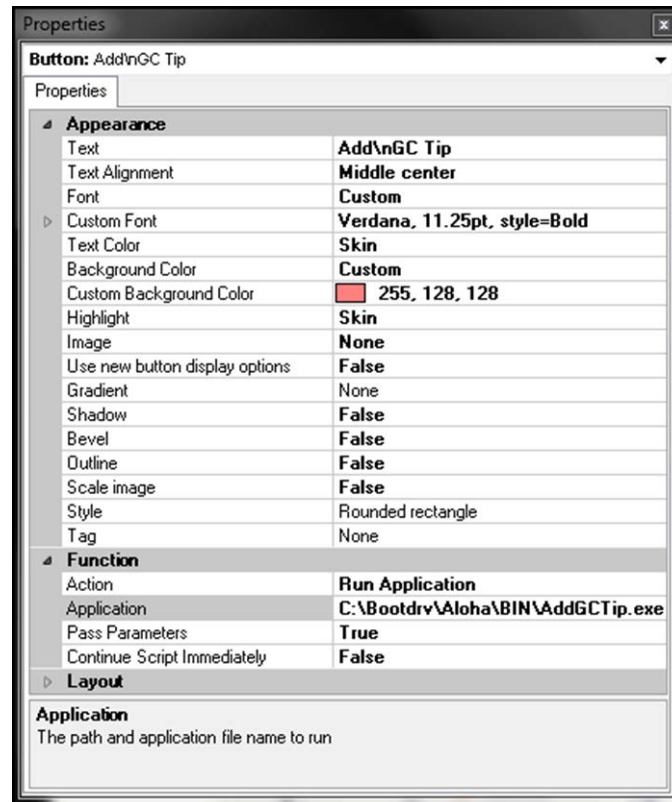 Properties
Button: Add\nGC Tip
Properties
Appearance
Text Add\nGC Tip
Text Alignment Middle center
Font Custom
Custom Font Verdana, 11.25pt, style=Bold
Text Color Skin
Background Color Custom
Custom Background Color 255, 128, 128
Highlight Skin
Image None
Use new button display options False
Gradient None
Shadow False
Bevel False
Outline False
Scale image False
Style Rounded rectangle
Tag None
Function
Action Run Application
Application C:\Bootdrv\Aloha\BIN\AddGCTip.exe
Pass Parameters True
Continue Script Immediately False
Layout
Application
The path and application file name to run